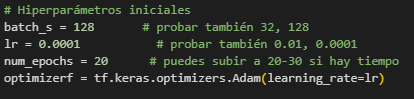 # Hiperparámetros iniciales
batch_s = 128 # probar también 32, 128
lr = 0.0001 # probar también 0.01, 0.0001
num_epochs = 20 # puedes subir a 20-30 si hay tiempo
optimizerf = tf.keras.optimizers.Adam(learning_rate=lr)